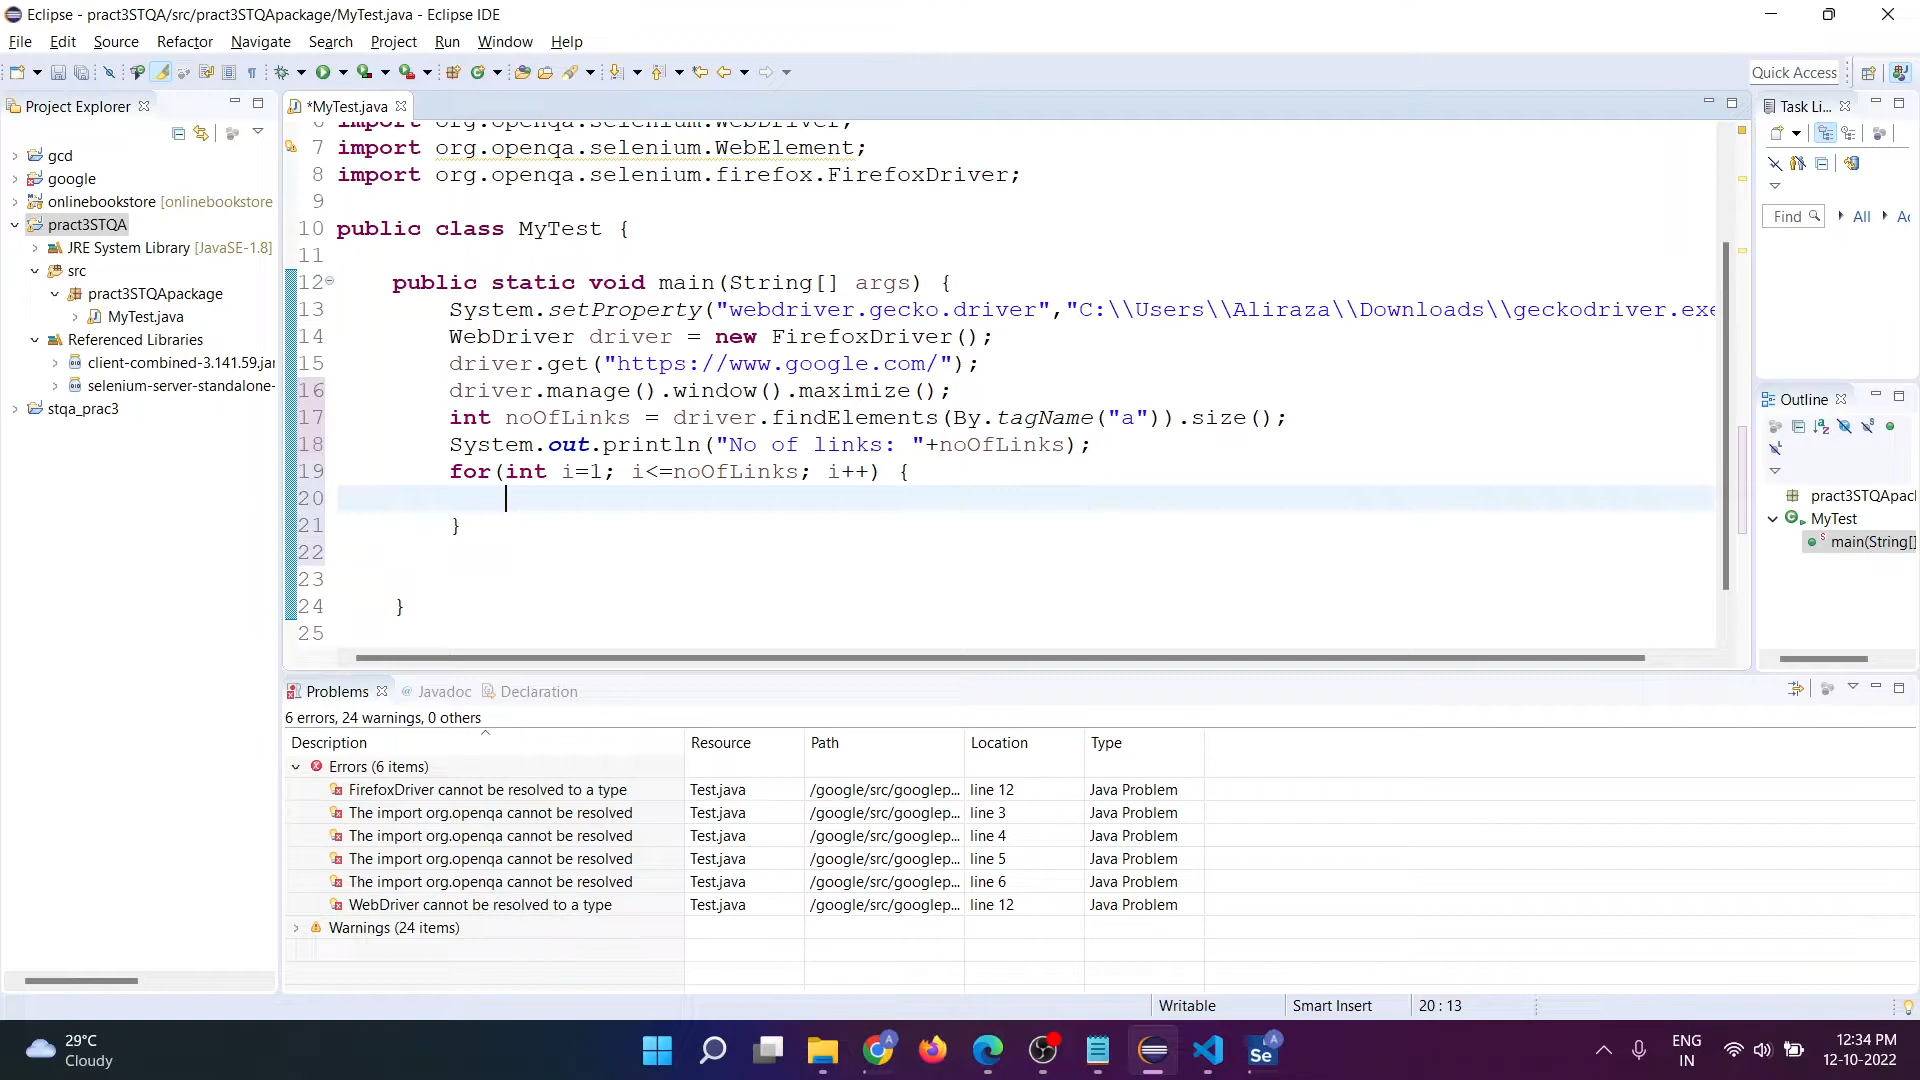 Eclipse - pract3STQA/src/pract3STQApackage/MyTest.java - Eclipse IDE
File Edit Source Refactor Navigate Search Project Run Window Help
Quick Access
Project Explorer
gcd
google
onlinebookstore [onlinebookstore
pract3STQA
JRE System Library [JavaSE-1.8]
src
pract3STQApackage
MyTest.java
Referenced Libraries
client-combined-3.141.59.jar
selenium-server-standalone-
stqa_prac3
*MyTest.java
6 import org.openqa.selenium.WebDriver;
7 import org.openqa.selenium.WebElement;
8 import org.openqa.selenium.firefox.FirefoxDriver;
9
10 public class MyTest {
11
12 public static void main(String[] args) {
13 System.setProperty("webdriver.gecko.driver","C:\\Users\\Aliraza\\Downloads\\geckodriver.exe
14 WebDriver driver = new FirefoxDriver();
15 driver.get("https://www.google.com/");
16 driver.manage().window().maximize();
17 int noOfLinks = driver.findElements(By.tagName("a")).size();
18 System.out.println("No of links: "+noOfLinks);
19 for(int i=1; i<=noOfLinks; i++) {
20
21 }
22
23
24 }
25
Task Li...
Find All Ac
Outline
pract3STQApack
MyTest
main(String[]
Problems Javadoc Declaration
6 errors, 24 warnings, 0 others
Description Resource Path Location Type
Errors (6 items)
FirefoxDriver cannot be resolved to a type Test.java /google/src/googlep... line 12 Java Problem
The import org.openqa cannot be resolved Test.java /google/src/googlep... line 3 Java Problem
The import org.openqa cannot be resolved Test.java /google/src/googlep... line 4 Java Problem
The import org.openqa cannot be resolved Test.java /google/src/googlep... line 5 Java Problem
The import org.openqa cannot be resolved Test.java /google/src/googlep... line 6 Java Problem
WebDriver cannot be resolved to a type Test.java /google/src/googlep... line 12 Java Problem
Warnings (24 items)
Writable Smart Insert 20 : 13
29°C
Cloudy
ENG
IN
12:34 PM
12-10-2022